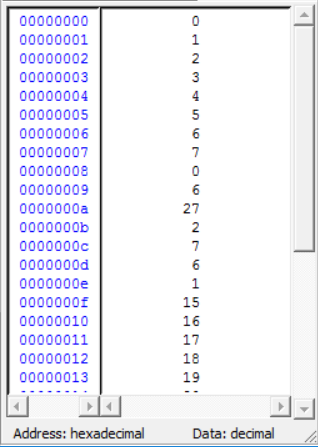 00000000 0
00000001 1
00000002 2
00000003 3
00000004 4
00000005 5
00000006 6
00000007 7
00000008 0
00000009 6
0000000a 27
0000000b 2
0000000c 7
0000000d 6
0000000e 1
0000000f 15
00000010 16
00000011 17
00000012 18
00000013 19
Address: hexadecimal Data: decimal